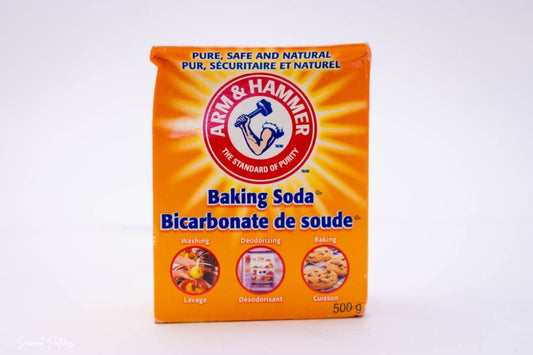 PURE, SAFE AND NATURAL
PUR, SÉCURITAIRE ET NATUREL
ARM & HAMMER
THE STANDARD OF PURITY
Baking Soda
Bicarbonate de soude
Washing Deodorizing Baking
Lavage Désodorisant Cuisson
500 g